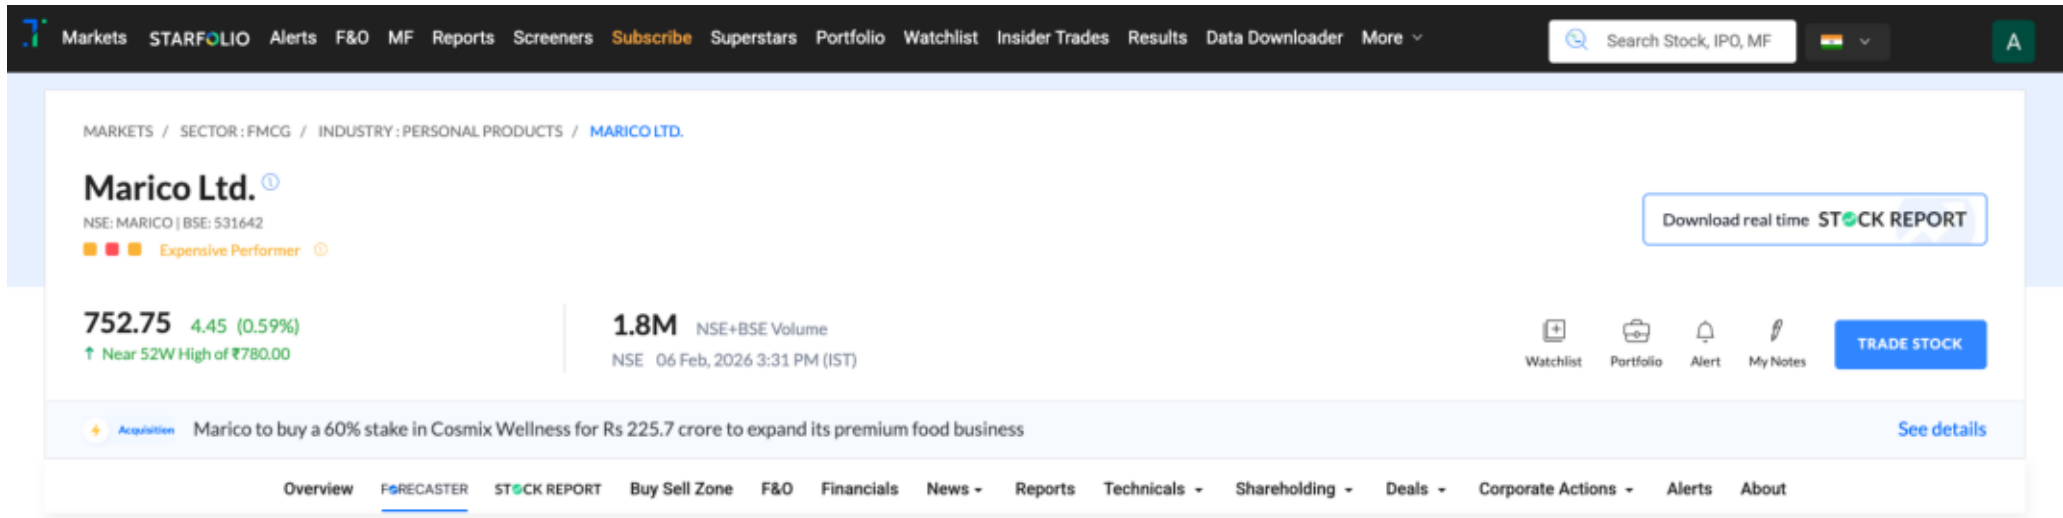 Markets STARFOLIO Alerts F&O MF Reports Screeners Subscribe Superstars Portfolio Watchlist Insider Trades Results Data Downloader More Search Stock, IPO, MF A
MARKETS / SECTOR : FMCG / INDUSTRY : PERSONAL PRODUCTS / MARICO LTD.
Marico Ltd.
NSE: MARICO | BSE: 531642
Expensive Performer
Download real time STOCK REPORT
752.75 4.45 (0.59%)
↑ Near 52W High of ₹780.00
1.8M NSE+BSE Volume
NSE 06 Feb, 2026 3:31 PM (IST)
Watchlist Portfolio Alert My Notes TRADE STOCK
Acquisition Marico to buy a 60% stake in Cosmix Wellness for Rs 225.7 crore to expand its premium food business See details
Overview FORECASTER STOCK REPORT Buy Sell Zone F&O Financials News Reports Technicals Shareholding Deals Corporate Actions Alerts About